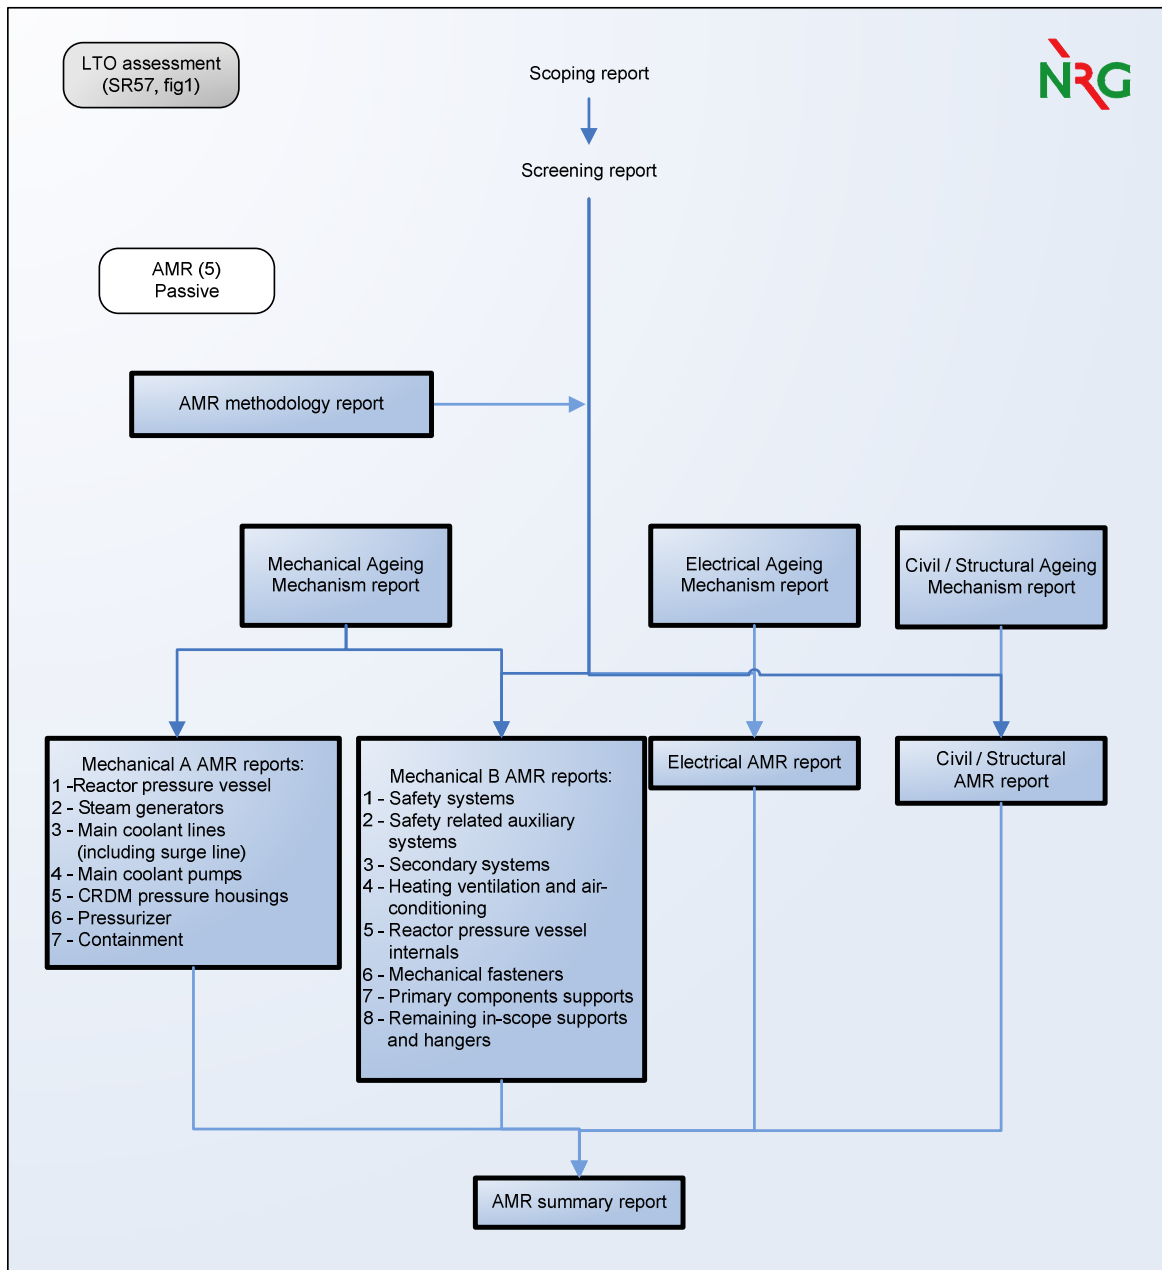 LTO assessment
(SR57, fig1)
Scoping report
NRG
Screening report
AMR (5)
Passive
AMR methodology report
Mechanical Ageing
Mechanism report
Electrical Ageing
Mechanism report
Civil / Structural Ageing
Mechanism report
Mechanical A AMR reports:
1 -Reactor pressure vessel
2 - Steam generators
3 - Main coolant lines
(including surge line)
4 - Main coolant pumps
5 - CRDM pressure housings
6 - Pressurizer
7 - Containment
Mechanical B AMR reports:
1 - Safety systems
2 - Safety related auxiliary
systems
3 - Secondary systems
4 - Heating ventilation and air-
conditioning
5 - Reactor pressure vessel
internals
6 - Mechanical fasteners
7 - Primary components supports
8 - Remaining in-scope supports
and hangers
Electrical AMR report
Civil / Structural
AMR report
AMR summary report